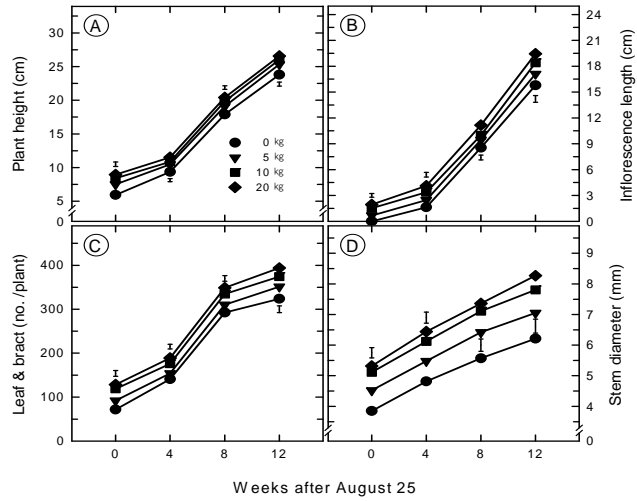 A
B
Plant height (cm)
30
25
20
15
10
5
0
0 kg
5 kg
10 kg
20 kg
24
21
18
15
12
9
6
3
0
Inflorescence length (cm)
C
D
Leaf & bract (no./plant)
400
300
200
100
0
9
8
7
6
5
4
0
Stem diameter (mm)
0 4 8 12 0 4 8 12
Weeks after August 25